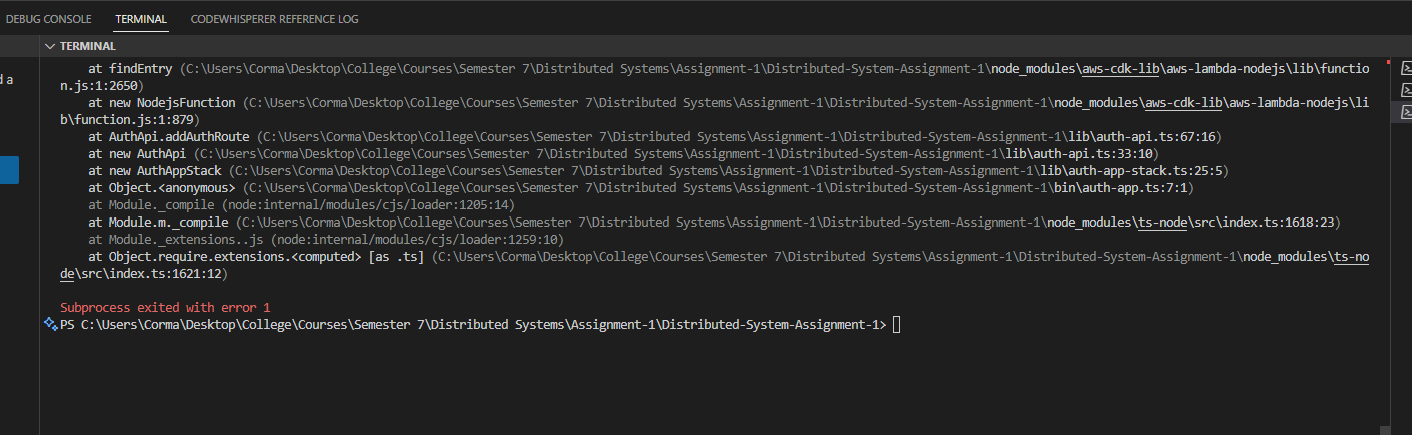 DEBUG CONSOLE TERMINAL CODEWHISPERER REFERENCE LOG
TERMINAL
d a
at findEntry (C:\Users\Corma\Desktop\College\Courses\Semester 7\Distributed Systems\Assignment-1\Distributed-System-Assignment-1\node_modules\aws-cdk-lib\aws-lambda-nodejs\lib\functio
n.js:1:2650)
at new NodejsFunction (C:\Users\Corma\Desktop\College\Courses\Semester 7\Distributed Systems\Assignment-1\Distributed-System-Assignment-1\node_modules\aws-cdk-lib\aws-lambda-nodejs\li
b\function.js:1:879)
at AuthApi.addAuthRoute (C:\Users\Corma\Desktop\College\Courses\Semester 7\Distributed Systems\Assignment-1\Distributed-System-Assignment-1\lib\auth-api.ts:67:16)
at new AuthApi (C:\Users\Corma\Desktop\College\Courses\Semester 7\Distributed Systems\Assignment-1\Distributed-System-Assignment-1\lib\auth-api.ts:33:10)
at new AuthAppStack (C:\Users\Corma\Desktop\College\Courses\Semester 7\Distributed Systems\Assignment-1\Distributed-System-Assignment-1\lib\auth-app-stack.ts:25:5)
at Object.<anonymous> (C:\Users\Corma\Desktop\College\Courses\Semester 7\Distributed Systems\Assignment-1\Distributed-System-Assignment-1\bin\auth-app.ts:7:1)
at Module._compile (node:internal/modules/cjs/loader:1205:14)
at Module.m._compile (C:\Users\Corma\Desktop\College\Courses\Semester 7\Distributed Systems\Assignment-1\Distributed-System-Assignment-1\node_modules\ts-node\src\index.ts:1618:23)
at Module._extensions..js (node:internal/modules/cjs/loader:1259:10)
at Object.require.extensions.<computed> [as .ts] (C:\Users\Corma\Desktop\College\Courses\Semester 7\Distributed Systems\Assignment-1\Distributed-System-Assignment-1\node_modules\ts-no
de\src\index.ts:1621:12)
Subprocess exited with error 1
PS C:\Users\Corma\Desktop\College\Courses\Semester 7\Distributed Systems\Assignment-1\Distributed-System-Assignment-1>